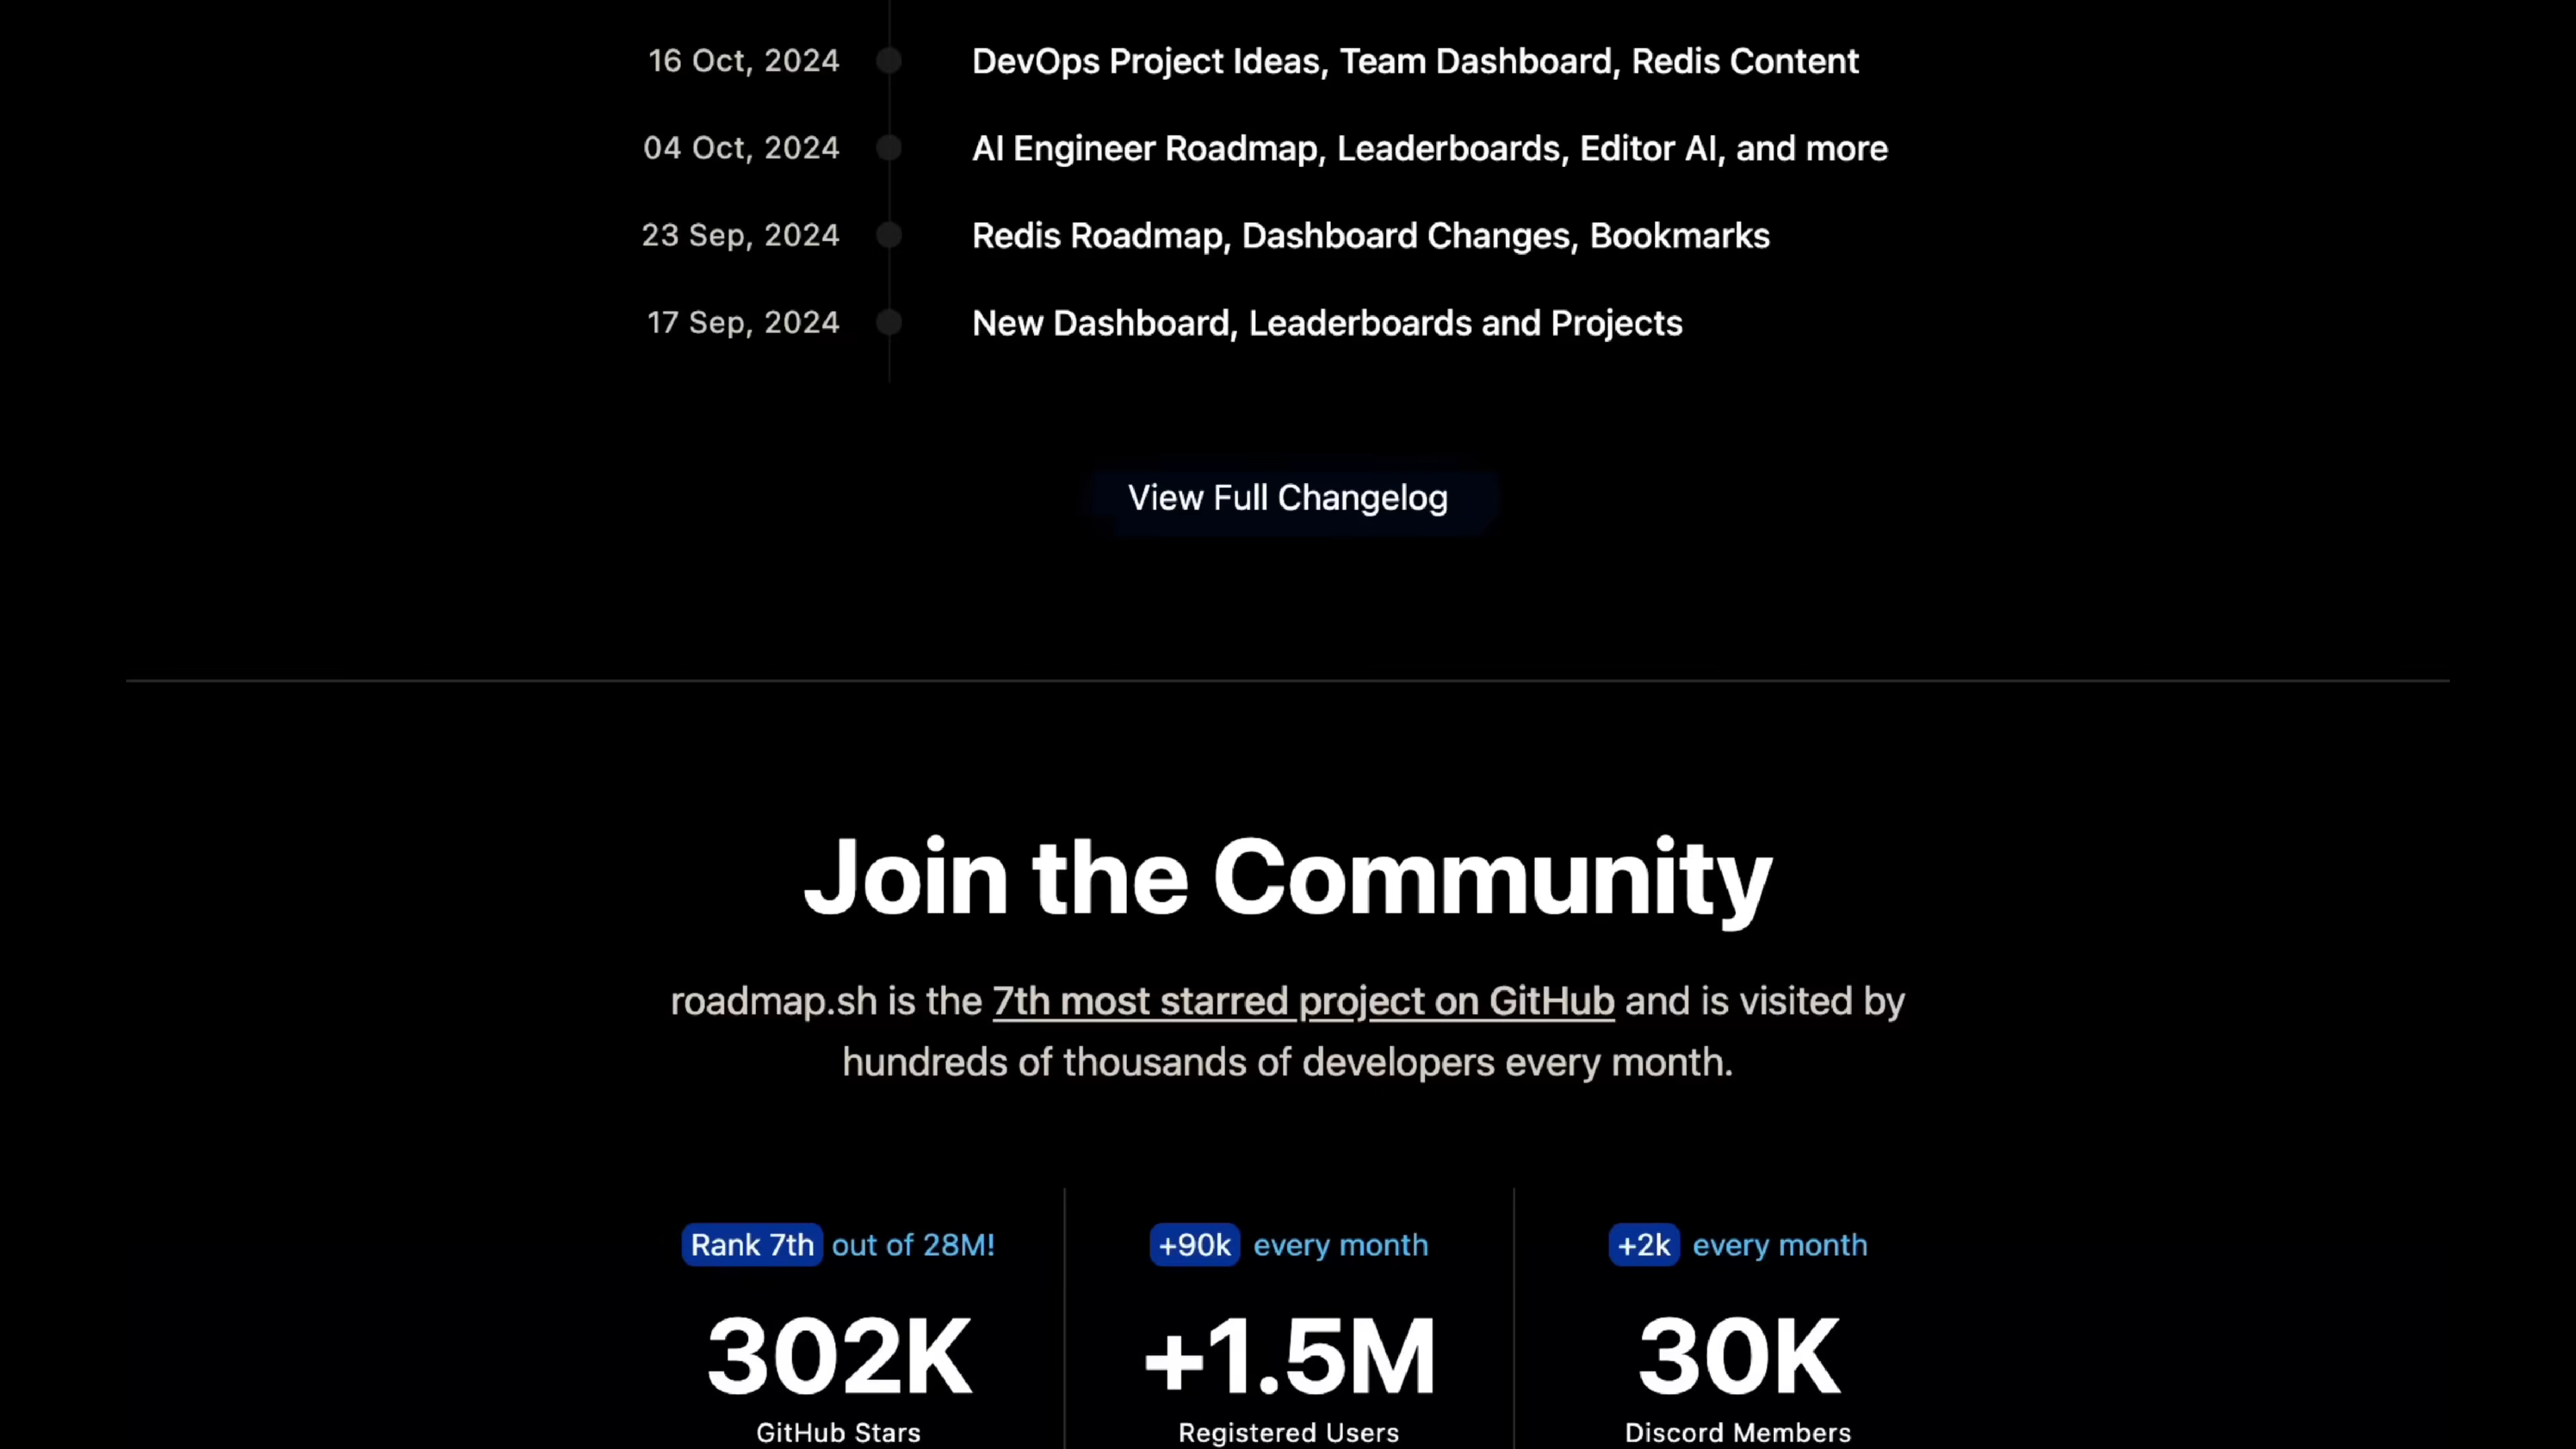 16 Oct, 2024 DevOps Project Ideas, Team Dashboard, Redis Content
04 Oct, 2024 AI Engineer Roadmap, Leaderboards, Editor AI, and more
23 Sep, 2024 Redis Roadmap, Dashboard Changes, Bookmarks
17 Sep, 2024 New Dashboard, Leaderboards and Projects
View Full Changelog
Join the Community
roadmap.sh is the 7th most starred project on GitHub and is visited by
hundreds of thousands of developers every month.
Rank 7th out of 28M!
302K
GitHub Stars
+90k every month
+1.5M
Registered Users
+2k every month
30K
Discord Members